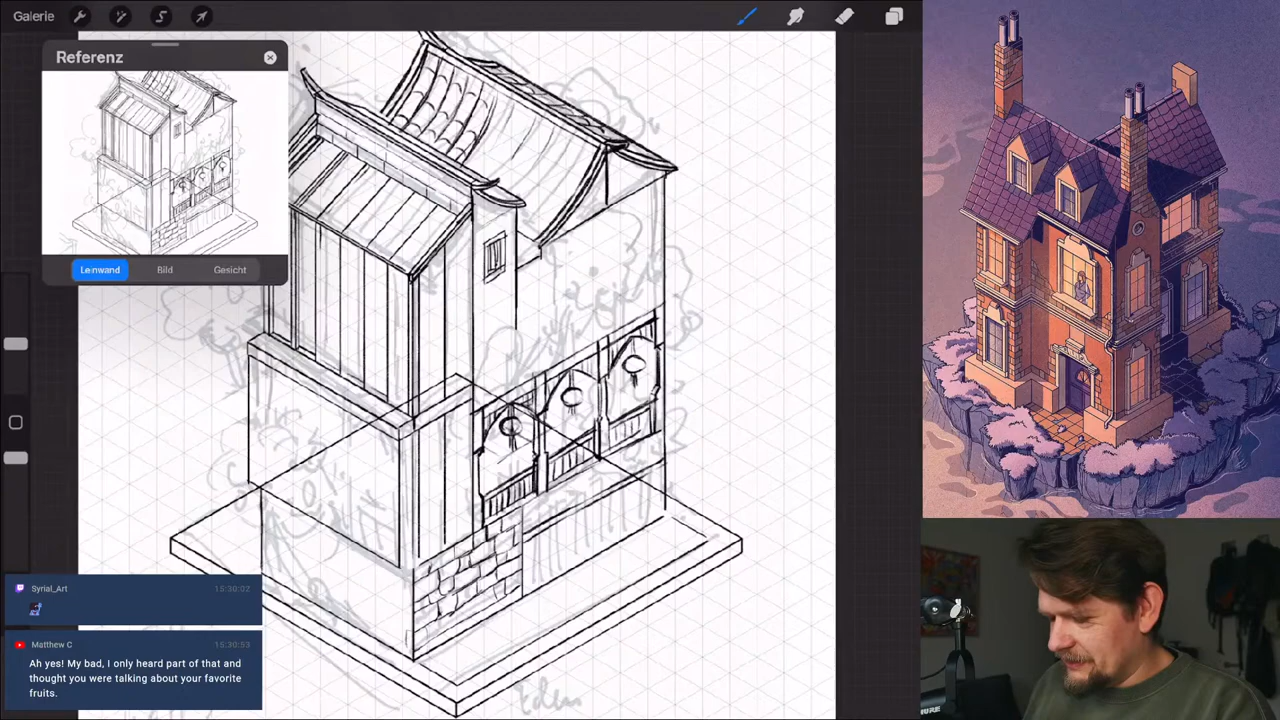 Galerie
Referenz
Leinwand Bild Gesicht
Syrial_Art 15:30:02
Matthew C 15:30:53
Ah yes! My bad, I only heard part of that and
thought you were talking about your favorite
fruits.